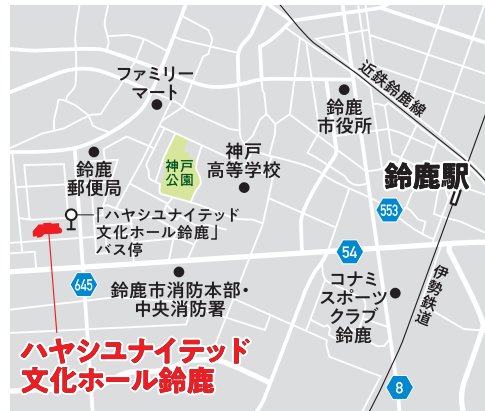 ファミリー
マート
近鉄鈴鹿線
鈴鹿
市役所
鈴鹿
郵便局
神戸
公園
神戸
高等学校
鈴鹿駅
553
「ハヤシユナイテッド
文化ホール鈴鹿」
バス停
54
645
鈴鹿市消防本部・
中央消防署
コナミ
スポーツ
クラブ
鈴鹿
伊勢鉄道
ハヤシユナイテッド
文化ホール鈴鹿
8